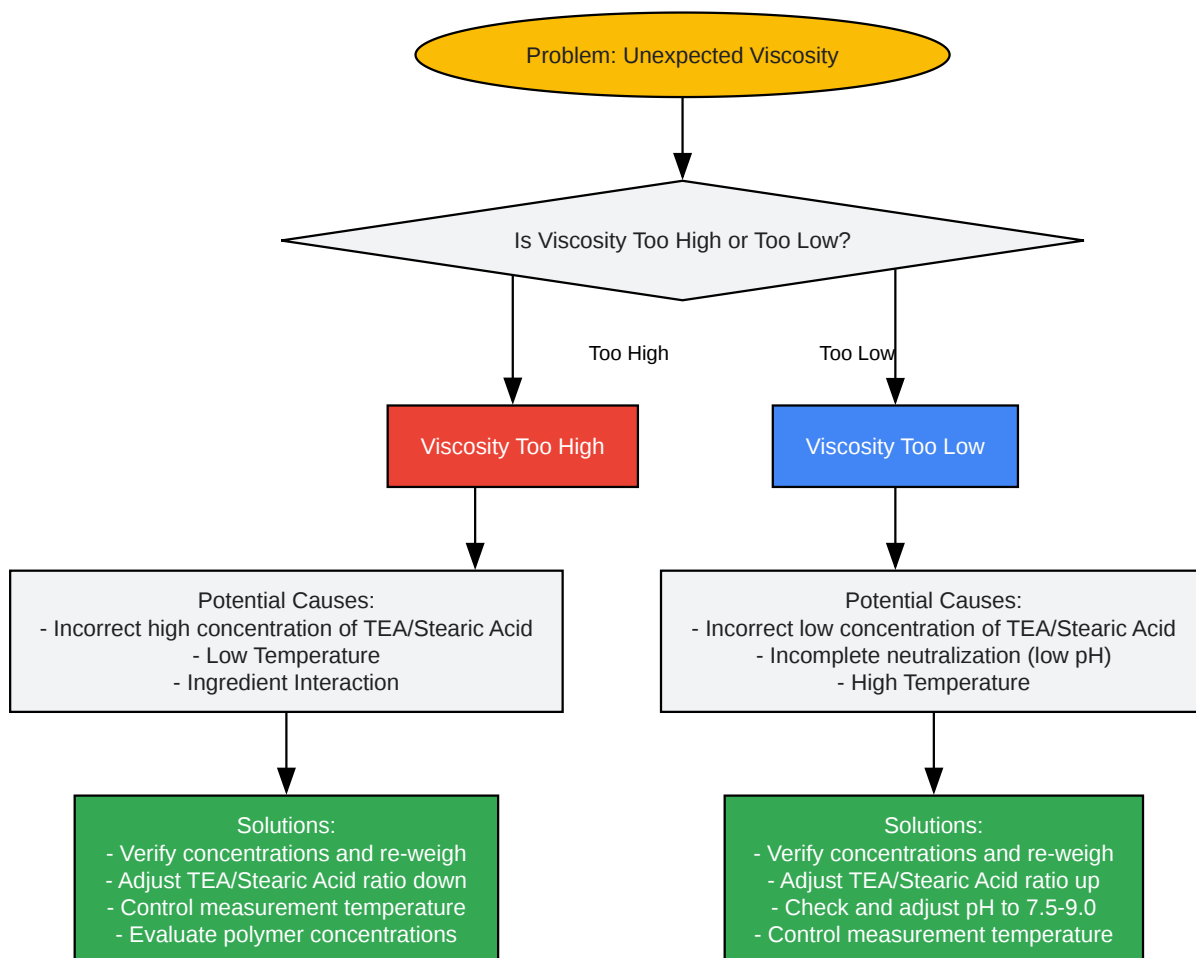 Problem: Unexpected Viscosity
Is Viscosity Too High or Too Low?
Too High
Too Low
Viscosity Too High
Viscosity Too Low
Potential Causes:
- Incorrect high concentration of TEA/Stearic Acid
- Low Temperature
- Ingredient Interaction
Potential Causes:
- Incorrect low concentration of TEA/Stearic Acid
- Incomplete neutralization (low pH)
- High Temperature
Solutions:
- Verify concentrations and re-weigh
- Adjust TEA/Stearic Acid ratio down
- Control measurement temperature
- Evaluate polymer concentrations
Solutions:
- Verify concentrations and re-weigh
- Adjust TEA/Stearic Acid ratio up
- Check and adjust pH to 7.5-9.0
- Control measurement temperature